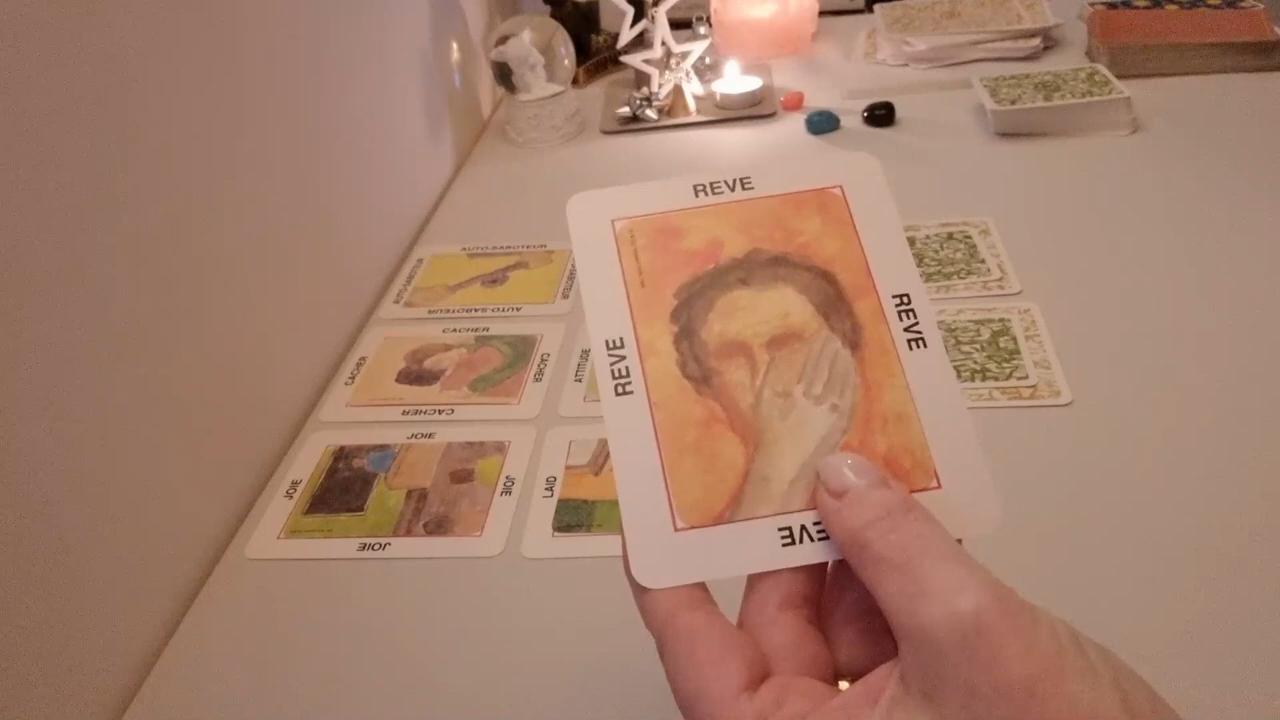 REVE
REVE
REVE
REVE
AUTO-SABOTEUR
AUTO-SABOTEUR
AUTO-SABOTEUR
AUTO-SABOTEUR
CACHER
CACHER
CACHER
CACHER
ATTITUDE
JOIE
JOIE
JOIE
JOIE
LAID